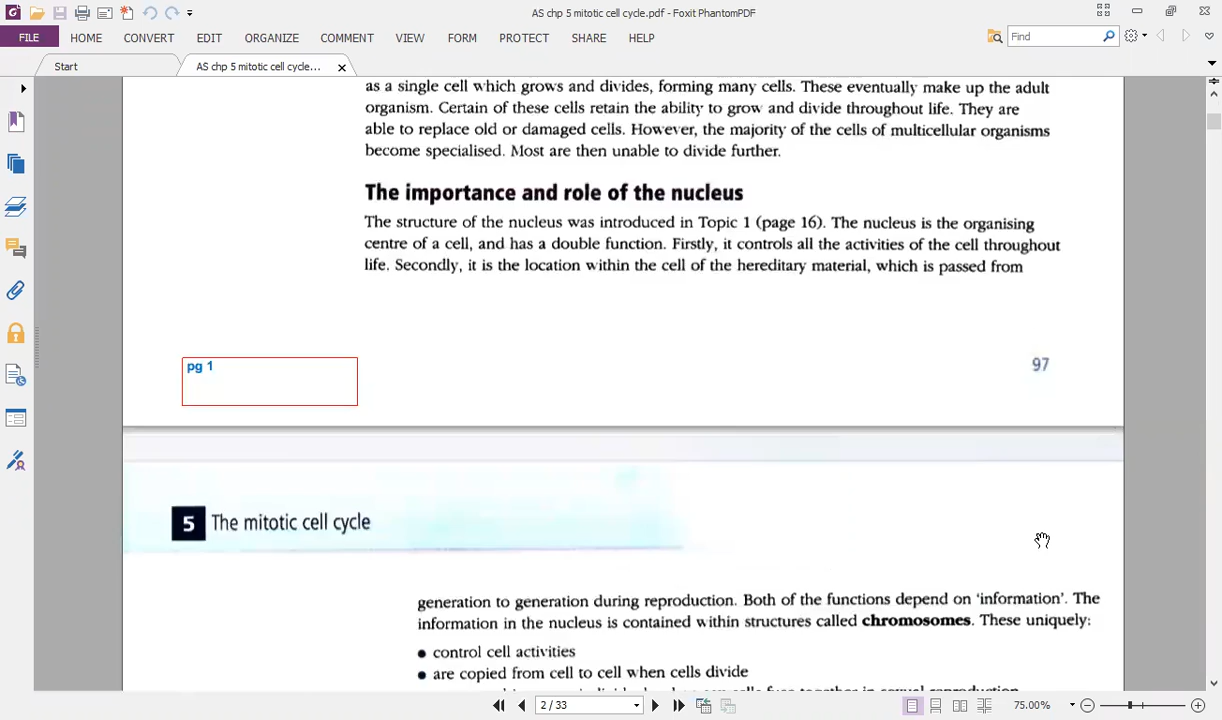 AS chp 5 mitotic cell cycle.pdf - Foxit PhantomPDF
FILE HOME CONVERT EDIT ORGANIZE COMMENT VIEW FORM PROTECT SHARE HELP Find
Start AS chp 5 mitotic cell cycle...
as a single cell which grows and divides, forming many cells. These eventually make up the adult
organism. Certain of these cells retain the ability to grow and divide throughout life. They are
able to replace old or damaged cells. However, the majority of the cells of multicellular organisms
become specialised. Most are then unable to divide further.
The importance and role of the nucleus
The structure of the nucleus was introduced in Topic 1 (page 16). The nucleus is the organising
centre of a cell, and has a double function. Firstly, it controls all the activities of the cell throughout
life. Secondly, it is the location within the cell of the hereditary material, which is passed from
pg 1
97
5 The mitotic cell cycle
generation to generation during reproduction. Both of the functions depend on 'information'. The
information in the nucleus is contained within structures called chromosomes. These uniquely:
• control cell activities
• are copied from cell to cell when cells divide
together in sexual reproduction
2 / 33 75.00%